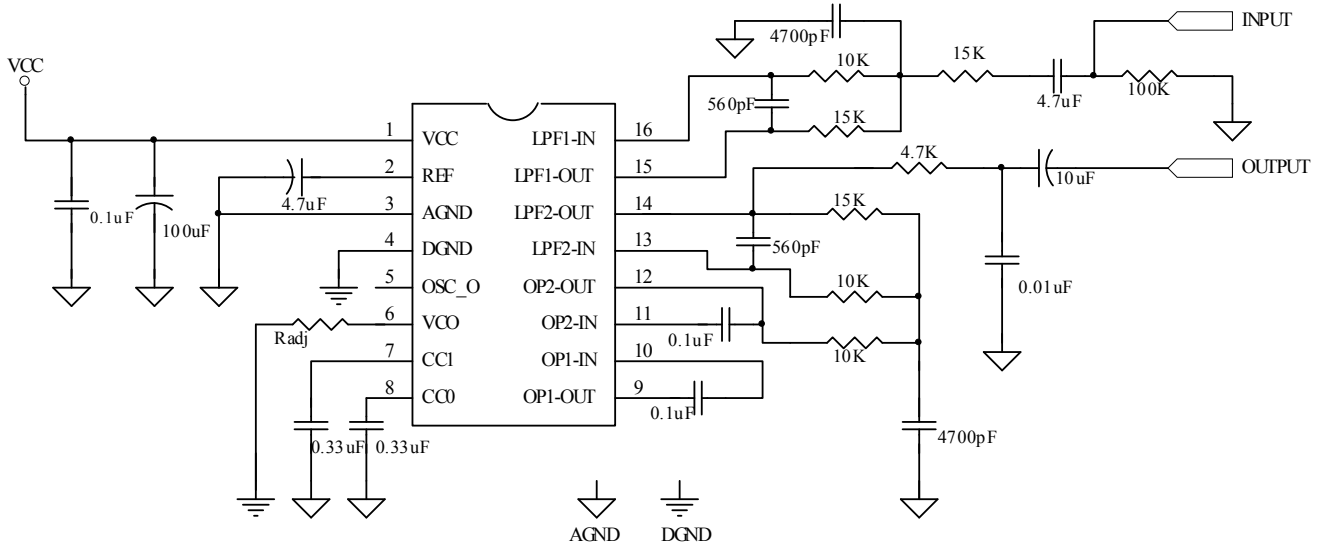 INPUT
4700pF
VCC
10K
15K
4.7uF
100K
560pF
15K
1
VCC
LPF1-IN
16
4.7K
OUTPUT
2
REF
LPF1-OUT
15
10uF
4.7uF
0.1uF
100uF
3
AGND
LPF2-OUT
14
15K
4
DGND
LPF2-IN
13
560pF
5
OSC_O
OP2-OUT
12
10K
0.01uF
6
VCO
OP2-IN
11
Radj
0.1uF
10K
7
CC1
OP1-IN
10
8
CC0
OP1-OUT
9
0.1uF
0.33uF
0.33uF
4700pF
AGND
DGND